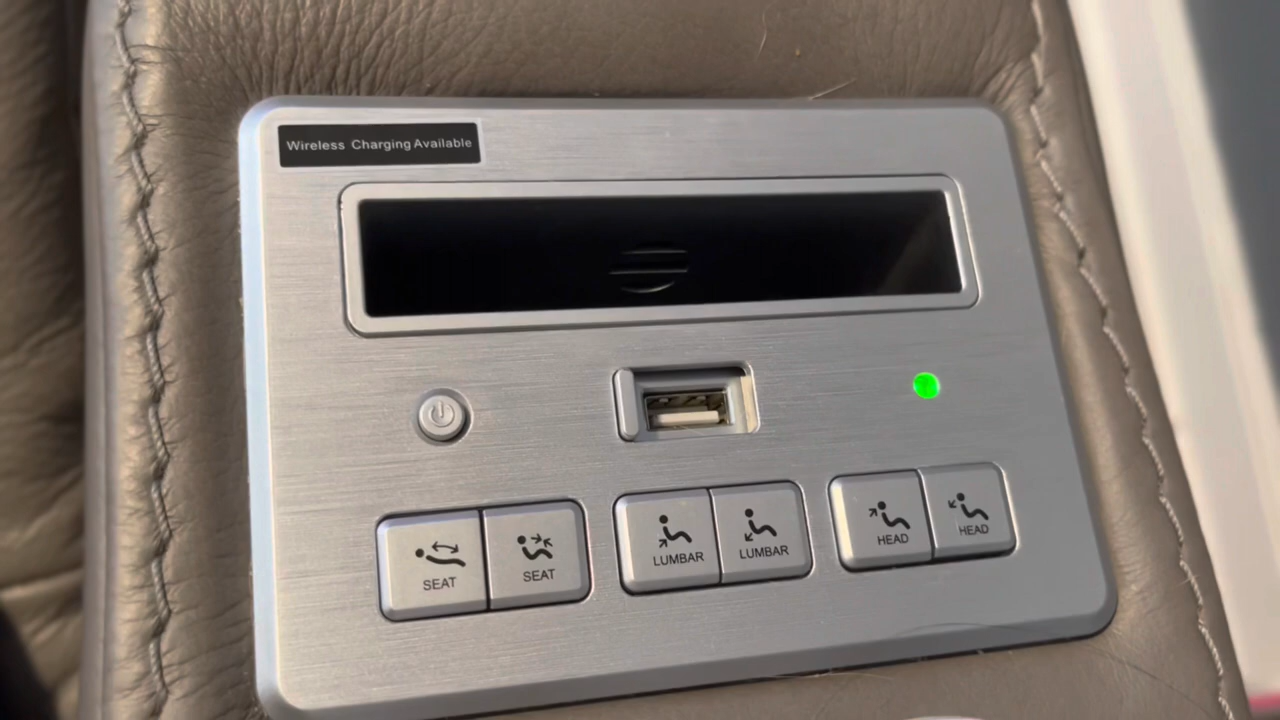 Wireless Charging Available
SEAT
SEAT
LUMBAR
LUMBAR
HEAD
HEAD